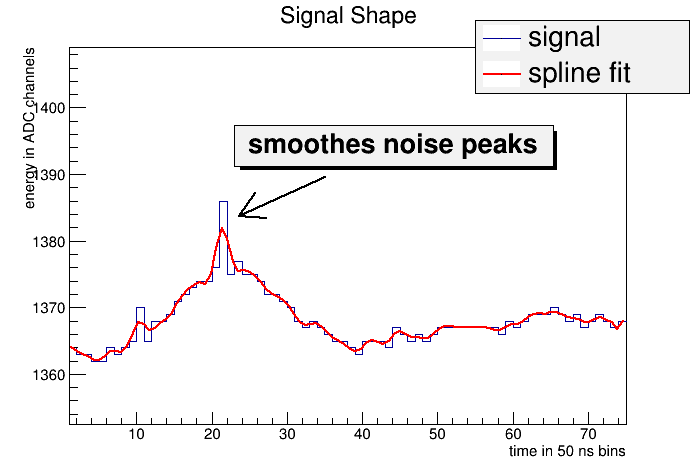 Signal Shape
signal
spline fit
energy in ADC channels
smoothes noise peaks
1400
1390
1380
1370
1360
10 20 30 40 50 60 70
time in 50 ns bins